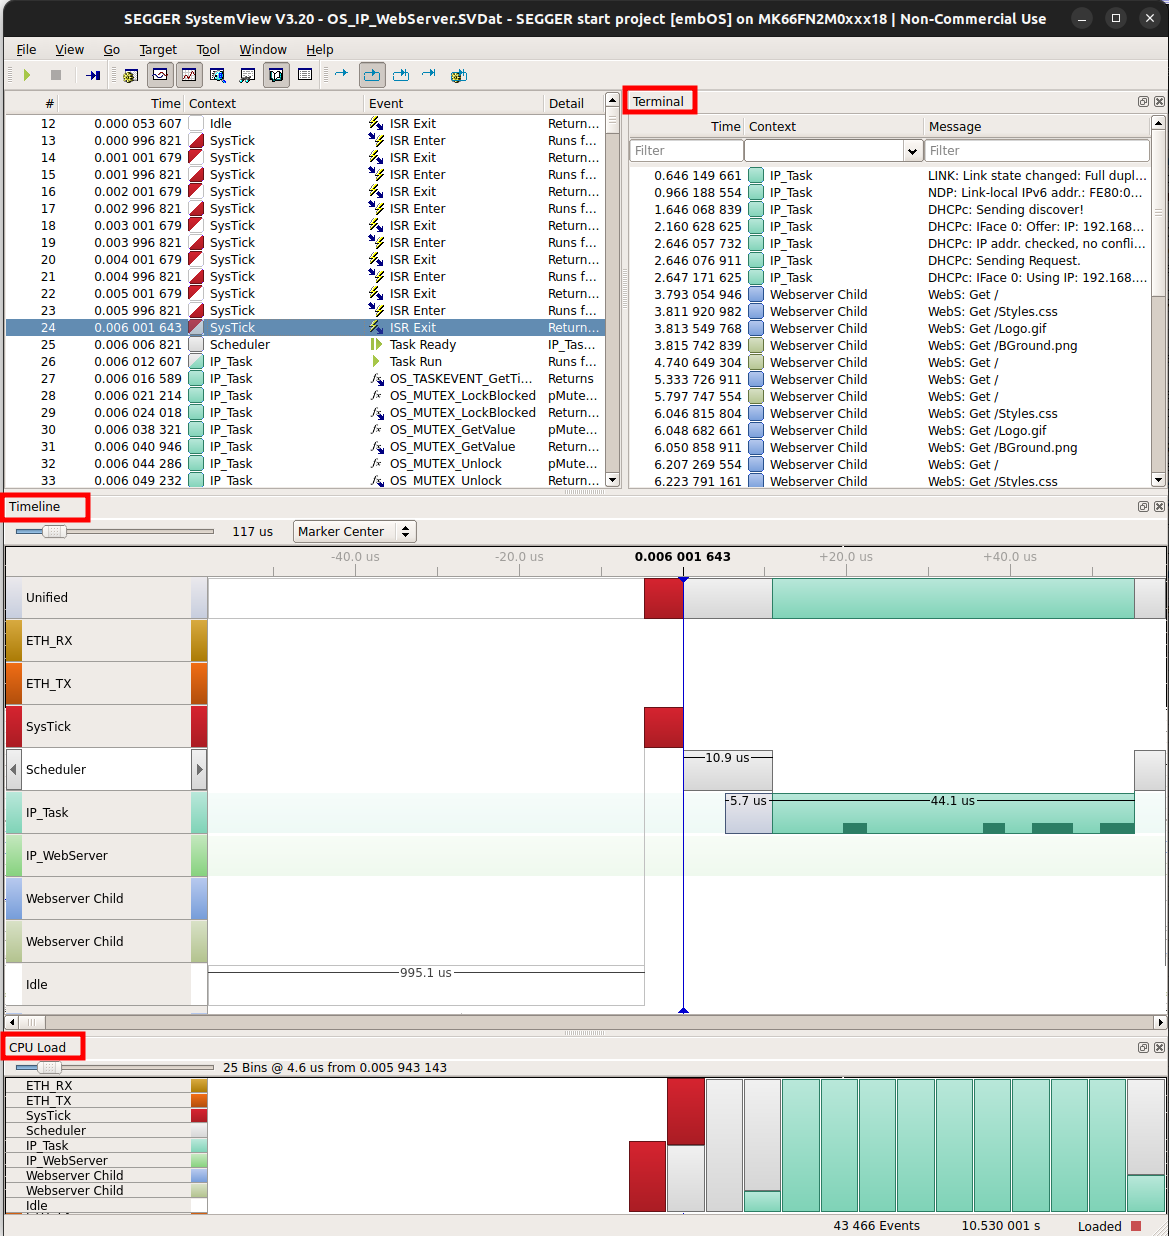 SEGGER SystemView V3.20 - OS_IP_WebServer.SVDat - SEGGER start project [embOS] on MK66FN2M0xxx18 | Non-Commercial Use
File View Go Target Tool Window Help
# Time Context Event Detail
12 0.000 053 607 Idle ISR Exit Return...
13 0.000 996 821 SysTick ISR Enter Runs f...
14 0.001 001 679 SysTick ISR Exit Return...
15 0.001 996 821 SysTick ISR Enter Runs f...
16 0.002 001 679 SysTick ISR Exit Return...
17 0.002 996 821 SysTick ISR Enter Runs f...
18 0.003 001 679 SysTick ISR Exit Return...
19 0.003 996 821 SysTick ISR Enter Runs f...
20 0.004 001 679 SysTick ISR Exit Return...
21 0.004 996 821 SysTick ISR Enter Runs f...
22 0.005 001 679 SysTick ISR Exit Return...
23 0.005 996 821 SysTick ISR Enter Runs f...
24 0.006 001 643 SysTick ISR Exit Return...
25 0.006 006 821 Scheduler Task Ready IP_Tas...
26 0.006 012 607 IP_Task Task Run Runs f...
27 0.006 016 589 IP_Task OS_TASKEVENT_GetTi... Returns
28 0.006 021 214 IP_Task OS_MUTEX_LockBlocked pMute...
29 0.006 024 018 IP_Task OS_MUTEX_LockBlocked Return...
30 0.006 038 321 IP_Task OS_MUTEX_GetValue pMute...
31 0.006 040 946 IP_Task OS_MUTEX_GetValue Return...
32 0.006 044 286 IP_Task OS_MUTEX_Unlock pMute...
33 0.006 049 232 IP_Task OS_MUTEX_Unlock Return...
Terminal
Time Context Message
Filter Filter
0.646 149 661 IP_Task LINK: Link state changed: Full dupl...
0.966 188 554 IP_Task NDP: Link-local IPv6 addr.: FE80:0...
1.646 068 839 IP_Task DHCPc: Sending discover!
2.160 628 625 IP_Task DHCPc: IFace 0: Offer: IP: 192.168...
2.646 057 732 IP_Task DHCPc: IP addr. checked, no confli...
2.646 076 911 IP_Task DHCPc: Sending Request.
2.647 171 625 IP_Task DHCPc: IFace 0: Using IP: 192.168....
3.793 054 946 Webserver Child WebS: Get /
3.811 920 982 Webserver Child WebS: Get /Styles.css
3.813 549 768 Webserver Child WebS: Get /Logo.gif
3.815 742 839 Webserver Child WebS: Get /BGround.png
4.740 649 304 Webserver Child WebS: Get /
5.333 726 911 Webserver Child WebS: Get /
5.797 747 554 Webserver Child WebS: Get /
6.046 815 804 Webserver Child WebS: Get /Styles.css
6.048 682 661 Webserver Child WebS: Get /Logo.gif
6.050 858 911 Webserver Child WebS: Get /BGround.png
6.207 269 554 Webserver Child WebS: Get /
6.223 791 161 Webserver Child WebS: Get /Styles.css
Timeline
117 us Marker Center
-40.0 us -20.0 us 0.006 001 643 +20.0 us +40.0 us
Unified
ETH_RX
ETH_TX
SysTick
Scheduler 10.9 us
IP_Task 5.7 us 44.1 us
IP_WebServer
Webserver Child
Webserver Child
Idle 995.1 us
CPU Load
25 Bins @ 4.6 us from 0.005 943 143
ETH_RX
ETH_TX
SysTick
Scheduler
IP_Task
IP_WebServer
Webserver Child
Webserver Child
Idle
43 466 Events 10.530 001 s Loaded